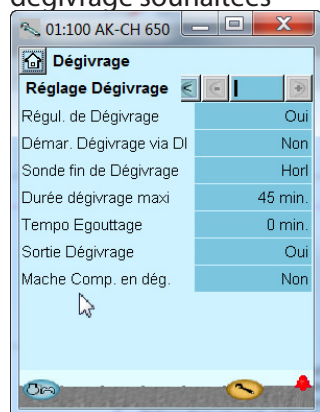 dégivrage souhaitées
01:100 AK-CH 650
Dégivrage
Réglage Dégivrage
Régul. de Dégivrage Oui
Démar. Dégivrage via DI Non
Sonde fin de Dégivrage Horl
Durée dégivrage maxi 45 min.
Tempo Egouttage 0 min.
Sortie Dégivrage Oui
Mache Comp. en dég. Non